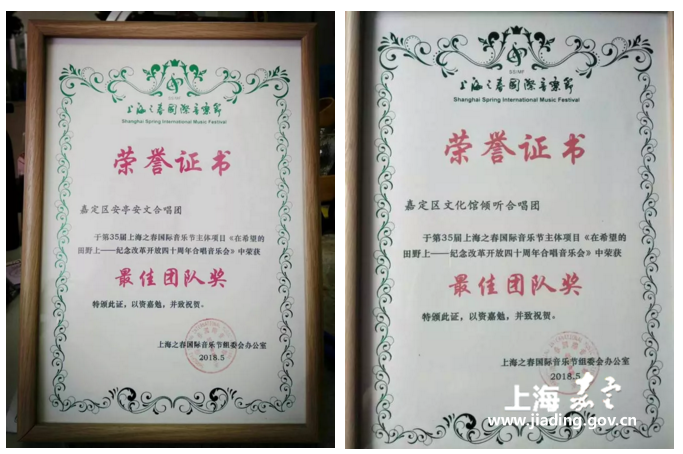 SSIMF
上海之春国际音乐节
Shanghai Spring International Music Festival
荣誉证书
嘉定区安亭安文合唱团
于第35届上海之春国际音乐节主体项目《在希望的
田野上——纪念改革开放四十周年合唱音乐会》中荣获
最佳团队奖
特颁此证,以资嘉勉,并致祝贺。
上海之春国际音乐节组委会办公室
2018.5
SSIMF
上海之春国际音乐节
Shanghai Spring International Music Festival
荣誉证书
嘉定区文化馆倾听合唱团
于第35届上海之春国际音乐节主体项目《在希望的
田野上——纪念改革开放四十周年合唱音乐会》中荣获
最佳团队奖
特颁此证,以资嘉勉,并致祝贺。
上海之春国际音乐节组委会办公室
2018.5
上海 嘉定
www.jiading.gov.cn